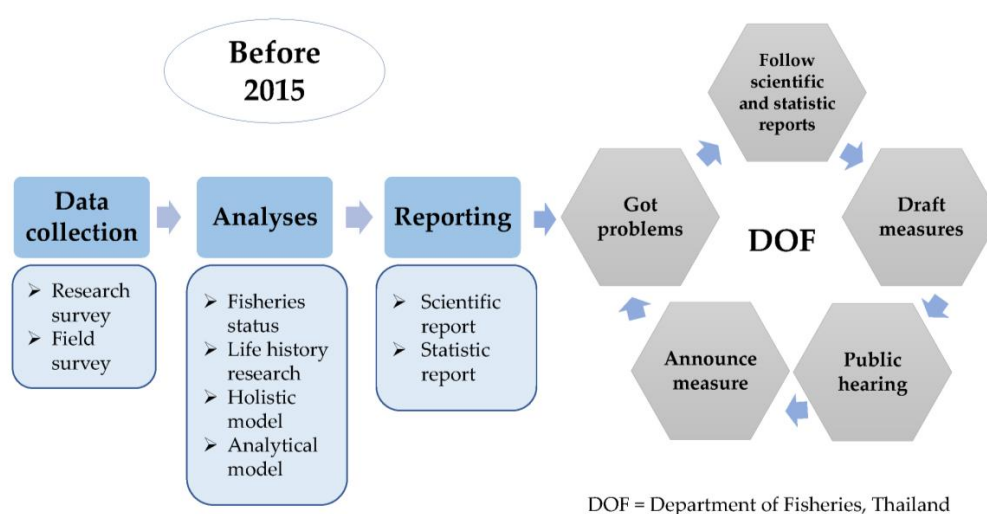 Before
2015
Data
collection
Analyses
Reporting
➢ Research
survey
➢ Field
survey
➢ Fisheries
status
➢ Life history
research
➢ Holistic
model
➢ Analytical
model
➢ Scientific
report
➢ Statistic
report
Follow
scientific
and statistic
reports
Got
problems
DOF
Draft
measures
Announce
measure
Public
hearing
DOF = Department of Fisheries, Thailand